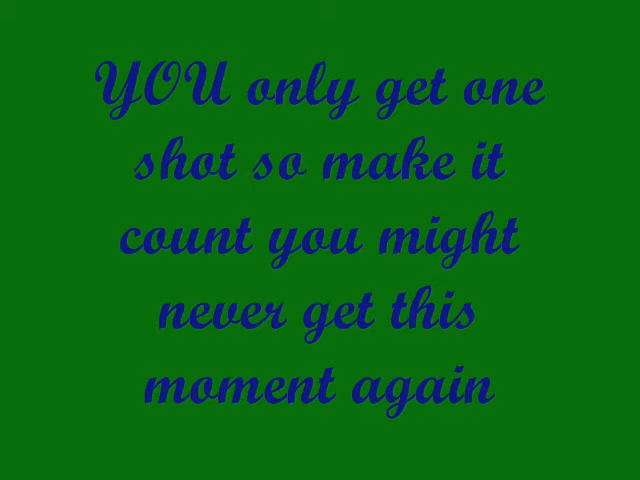 YOU only get one
shot so make it
count you might
never get this
moment again